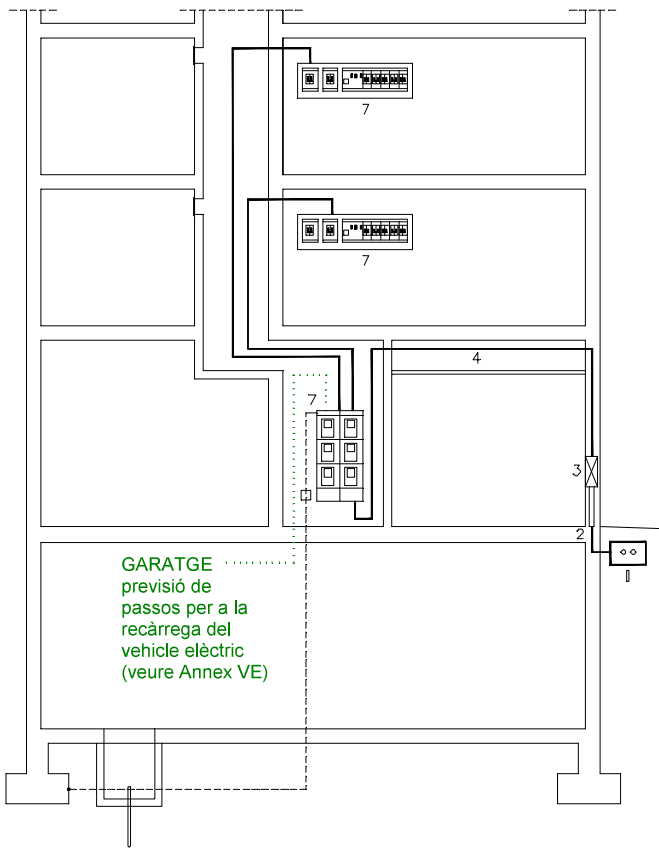 7
7
4
7
3
2
1
GARATGE
previsió de
passos per a la
recàrrega del
vehicle elèctric
(veure Annex VE)